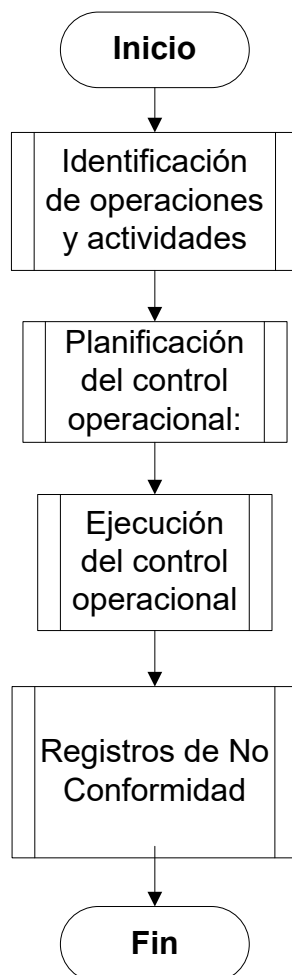 Inicio
Identificación
de operaciones
y actividades
Planificación
del control
operacional:
Ejecución
del control
operacional
Registros de No
Conformidad
Fin